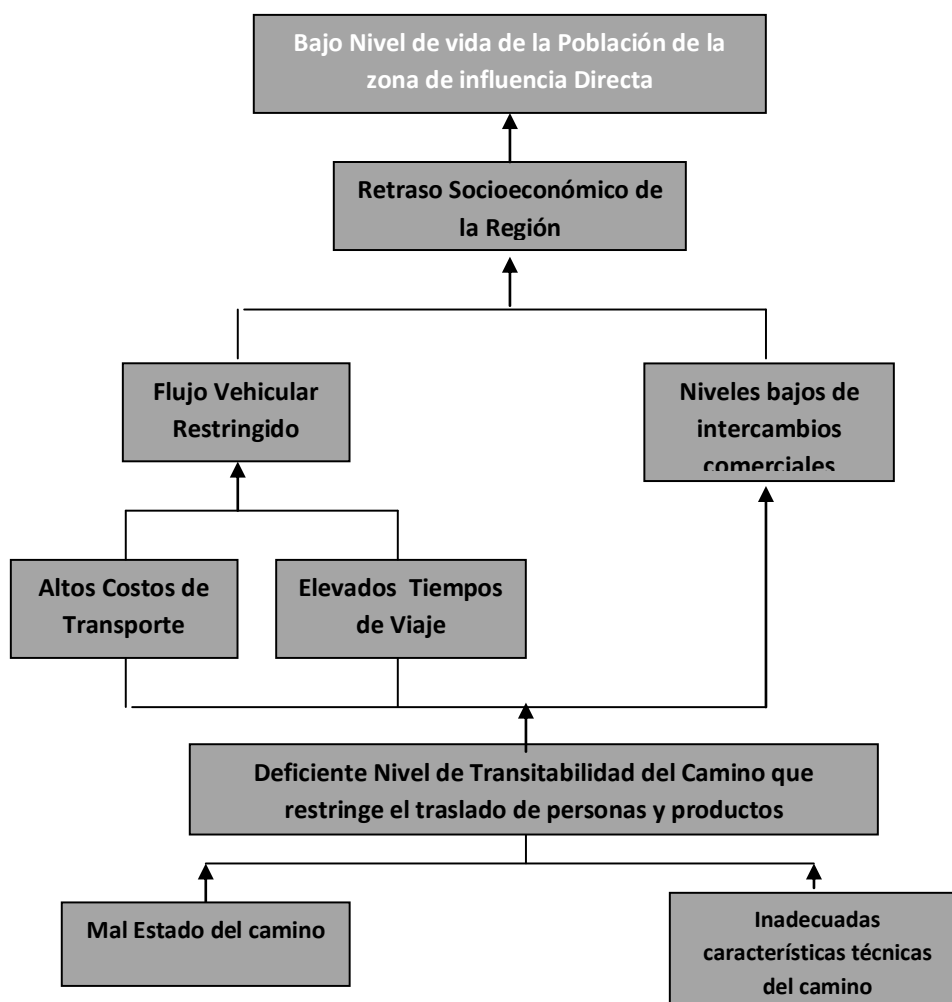 Bajo Nivel de vida de la Población de la
zona de influencia Directa
Retraso Socioeconómico de
la Región
Flujo Vehicular
Restringido
Niveles bajos de
intercambios
comerciales
Altos Costos de
Transporte
Elevados Tiempos
de Viaje
Deficiente Nivel de Transitabilidad del Camino que
restringe el traslado de personas y productos
Mal Estado del camino
Inadecuadas
características técnicas
del camino